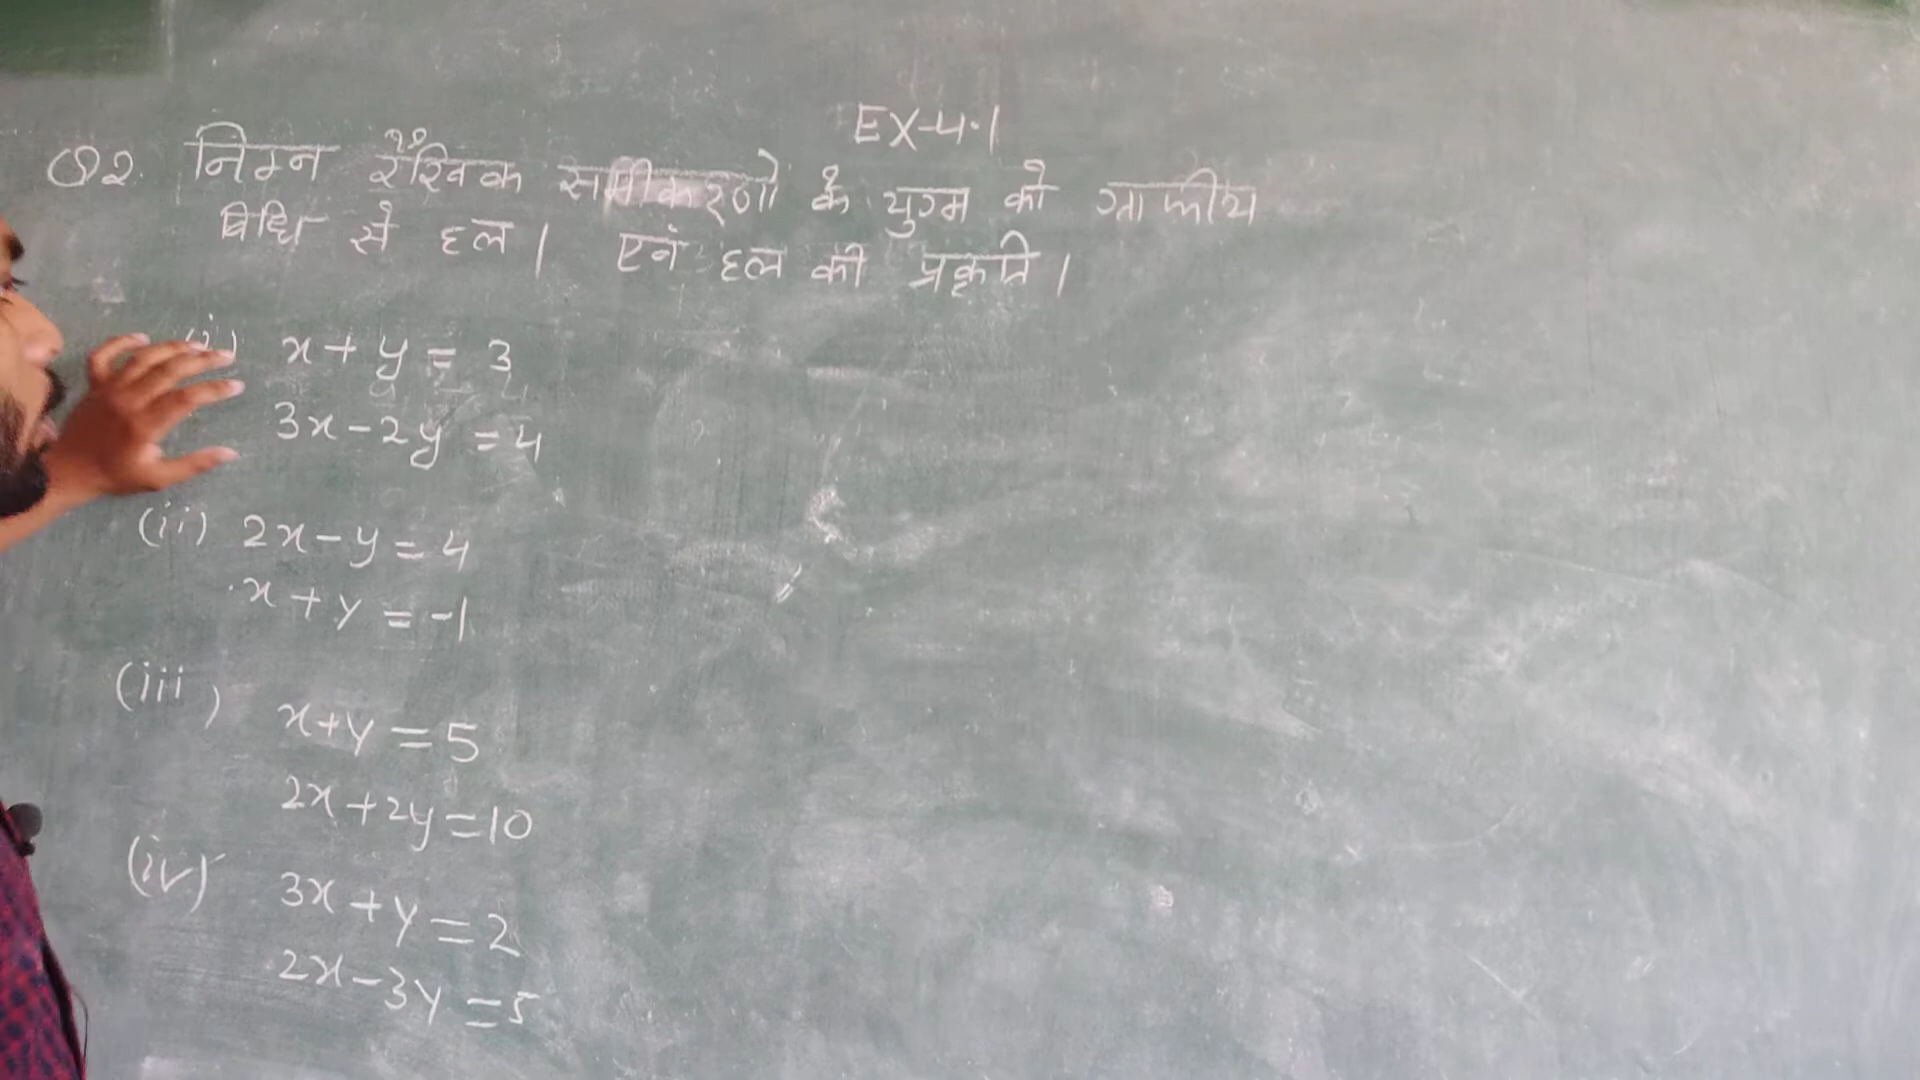 EX-4.1
Q2. निम्न रैखिक समीकरणों के युग्म को ग्राफीय
विधि से हल। एवं हल की प्रकृति।
(i) x + y = 3
3x - 2y = 4
(ii) 2x - y = 4
x + y = -1
(iii) x + y = 5
2x + 2y = 10
(iv) 3x + y = 2
2x - 3y = 5